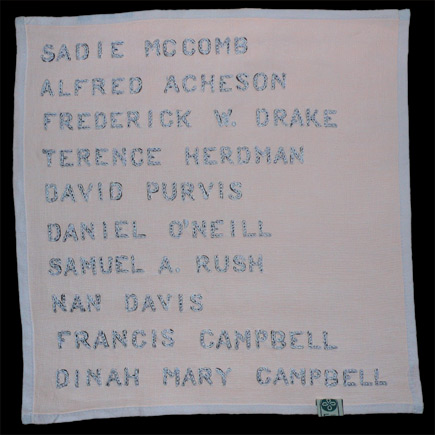 SADIE MCCOMB
ALFRED ACHESON
FREDERICK W. DRAKE
TERENCE HERDMAN
DAVID PURVIS
DANIEL O'NEILL
SAMUEL A. RUSH
NAN DAVIS
FRANCIS CAMPBELL
DINAH MARY CAMPBELL